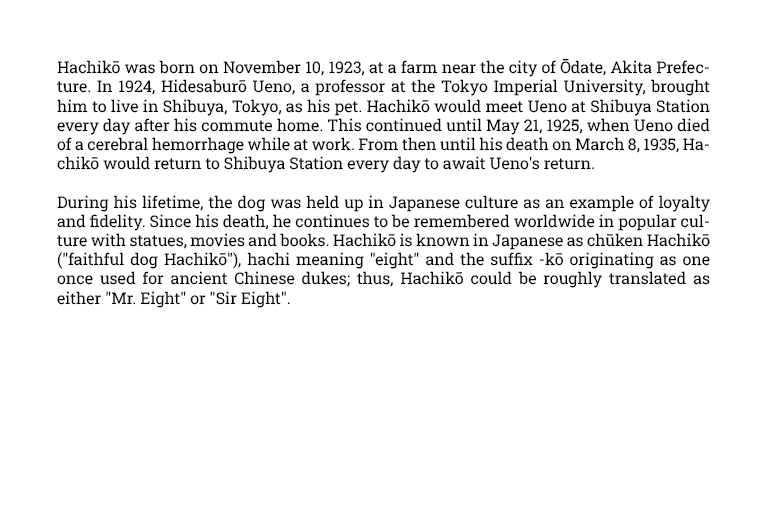 Hachikō was born on November 10, 1923, at a farm near the city of Ōdate, Akita Prefec-
ture. In 1924, Hidesaburō Ueno, a professor at the Tokyo Imperial University, brought
him to live in Shibuya, Tokyo, as his pet. Hachikō would meet Ueno at Shibuya Station
every day after his commute home. This continued until May 21, 1925, when Ueno died
of a cerebral hemorrhage while at work. From then until his death on March 8, 1935, Ha-
chikō would return to Shibuya Station every day to await Ueno's return.
During his lifetime, the dog was held up in Japanese culture as an example of loyalty
and fidelity. Since his death, he continues to be remembered worldwide in popular cul-
ture with statues, movies and books. Hachikō is known in Japanese as chūken Hachikō
("faithful dog Hachikō"), hachi meaning "eight" and the suffix -kō originating as one
once used for ancient Chinese dukes; thus, Hachikō could be roughly translated as
either "Mr. Eight" or "Sir Eight".